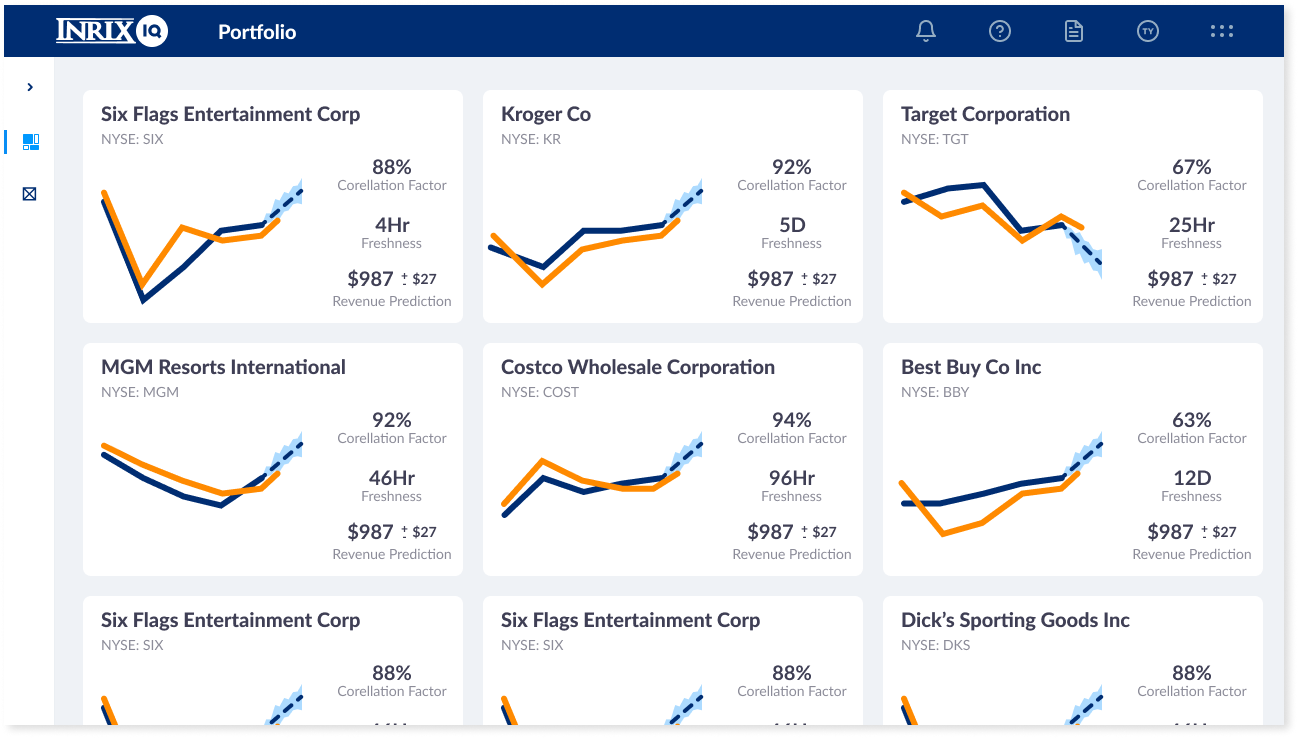 INRIX IQ
Portfolio
TY
Six Flags Entertainment Corp
NYSE: SIX
88%
Corellation Factor
4Hr
Freshness
$987 ± $27
Revenue Prediction
Kroger Co
NYSE: KR
92%
Corellation Factor
5D
Freshness
$987 ± $27
Revenue Prediction
Target Corporation
NYSE: TGT
67%
Corellation Factor
25Hr
Freshness
$987 ± $27
Revenue Prediction
MGM Resorts International
NYSE: MGM
92%
Corellation Factor
46Hr
Freshness
$987 ± $27
Revenue Prediction
Costco Wholesale Corporation
NYSE: COST
94%
Corellation Factor
96Hr
Freshness
$987 ± $27
Revenue Prediction
Best Buy Co Inc
NYSE: BBY
63%
Corellation Factor
12D
Freshness
$987 ± $27
Revenue Prediction
Six Flags Entertainment Corp
NYSE: SIX
88%
Corellation Factor
Six Flags Entertainment Corp
NYSE: SIX
88%
Corellation Factor
Dick’s Sporting Goods Inc
NYSE: DKS
88%
Corellation Factor